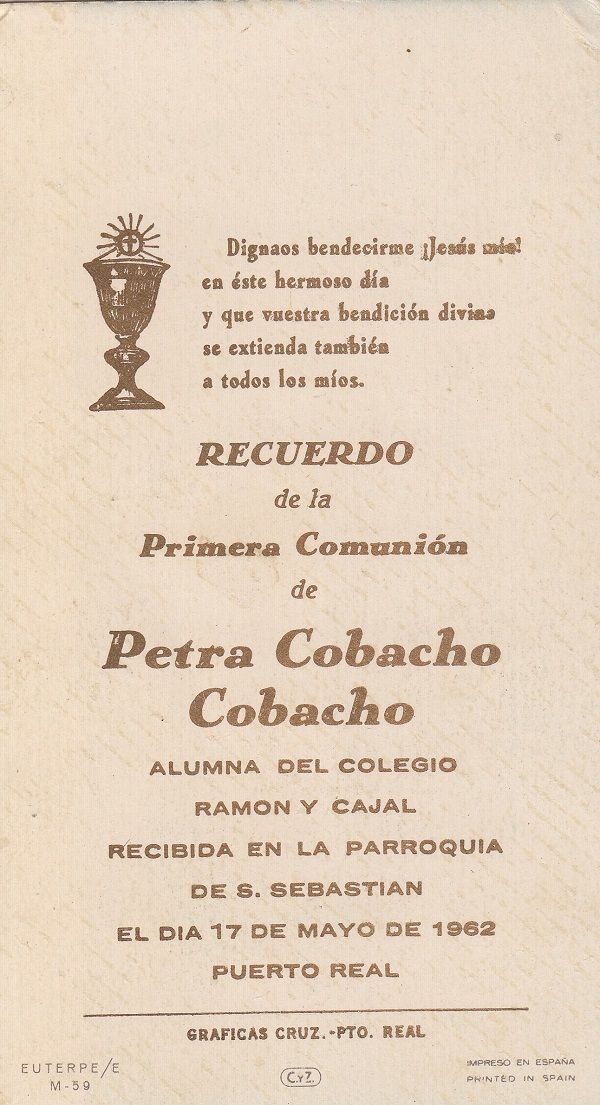 Dignaos bendecirme ¡Jesús mío!
en éste hermoso día
y que vuestra bendición divina
se extienda también
a todos los míos.
RECUERDO
de la
Primera Comunión
de
Petra Cobacho
Cobacho
ALUMNA DEL COLEGIO
RAMON Y CAJAL
RECIBIDA EN LA PARROQUIA
DE S. SEBASTIAN
EL DIA 17 DE MAYO DE 1962
PUERTO REAL
GRAFICAS CRUZ.-PTO. REAL
EUTERPE/E
M-59
C.yZ.
IMPRESO EN ESPAÑA
PRINTED IN SPAIN